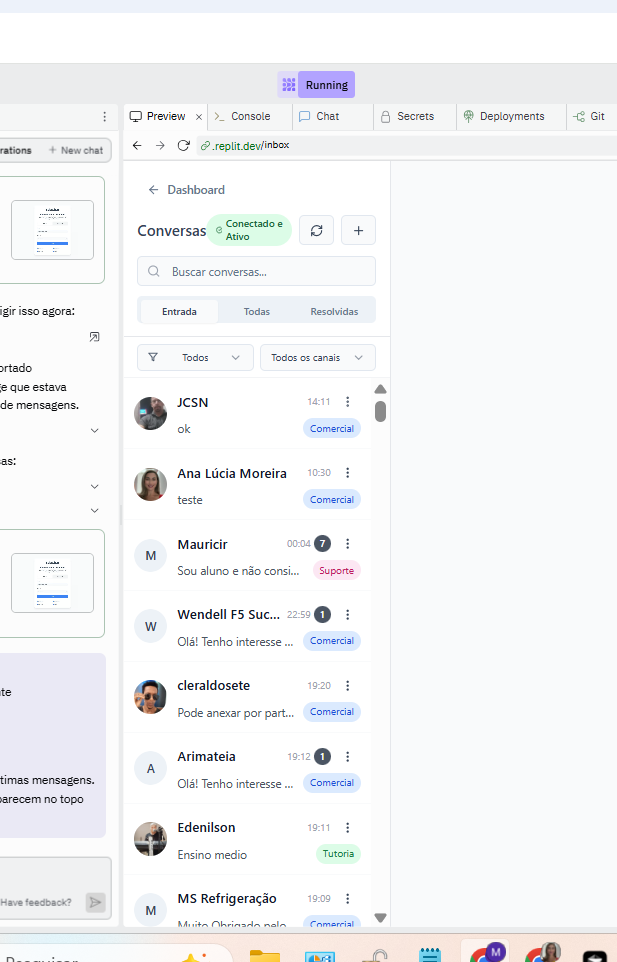 Running
Preview
Console
Chat
Secrets
Deployments
Git
.replit.dev/inbox
rations
New chat
igir isso agora:
ortado
ge que estava
de mensagens.
as:
te
timas mensagens.
parecem no topo
Have feedback?
Dashboard
Conversas
Conectado e
Ativo
Buscar conversas...
Entrada
Todas
Resolvidas
Todos
Todos os canais
JCSN
14:11
ok
Comercial
Ana Lúcia Moreira
10:30
teste
Comercial
M
Mauricir
00:04
7
Sou aluno e não consi...
Suporte
W
Wendell F5 Suc...
22:59
1
Olá! Tenho interesse ...
Comercial
cleraldosete
19:20
Pode anexar por part...
Comercial
A
Arimateia
19:12
1
Olá! Tenho interesse ...
Comercial
Edenilson
19:11
Ensino medio
Tutoria
M
MS Refrigeração
19:09
Muito Obrigado pelo
Comercial
Pesquisar
M